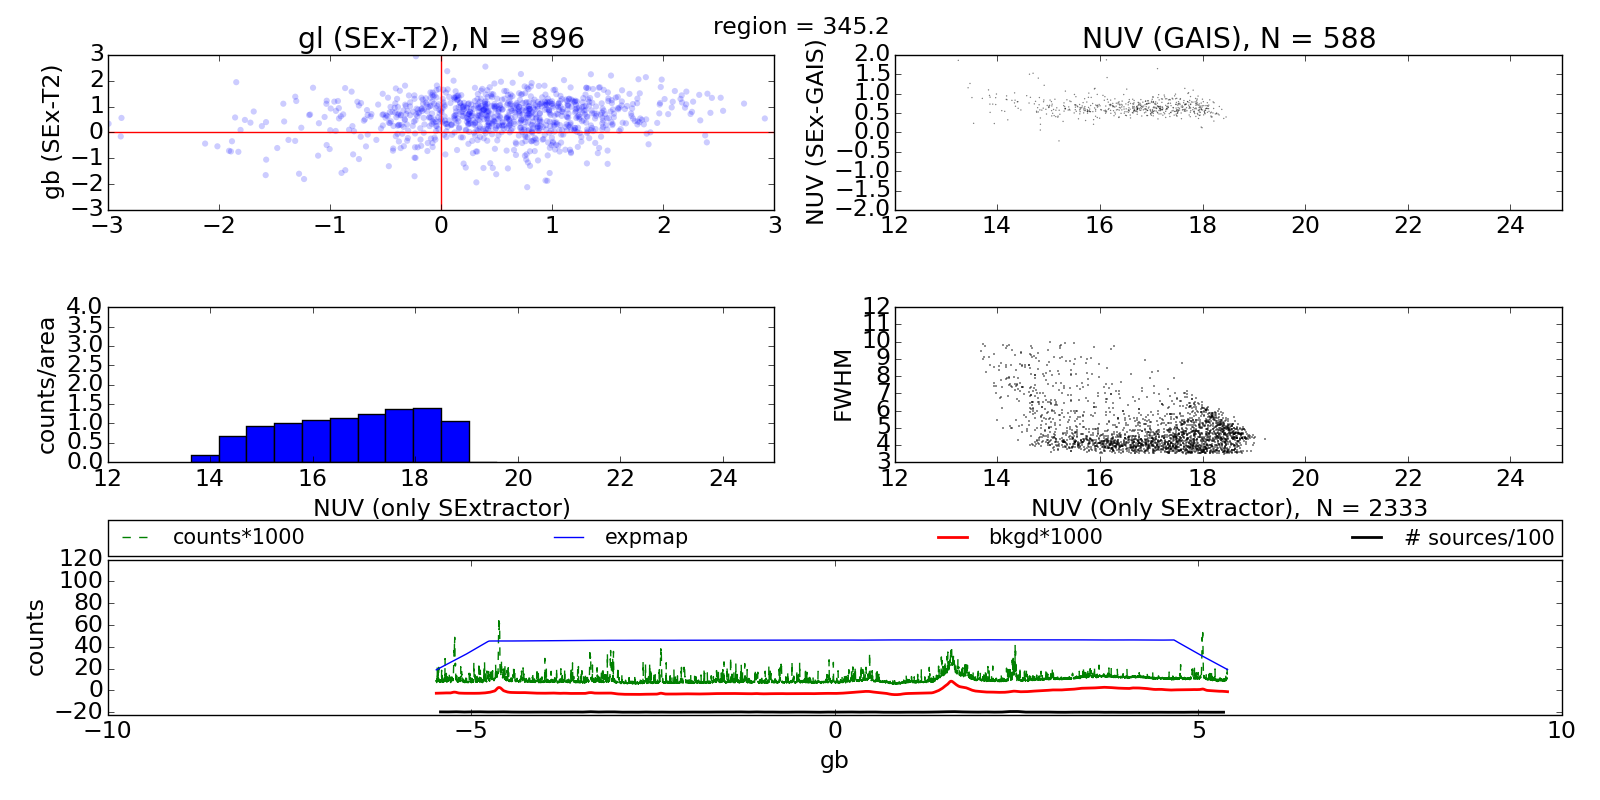 region = 345.2
gl (SEx-T2), N = 896
NUV (GAIS), N = 588
gb (SEx-T2)
3
2
1
0
−1
−2
−3
−3 −2 −1 0 1 2 3
NUV (SEx-GAIS)
2.0
1.5
1.0
0.5
0.0
−0.5
−1.0
−1.5
−2.0
12 14 16 18 20 22 24
counts/area
4.0
3.5
3.0
2.5
2.0
1.5
1.0
0.5
0.0
12 14 16 18 20 22 24
NUV (only SExtractor)
FWHM
12
11
10
9
8
7
6
5
4
3
12 14 16 18 20 22 24
NUV (Only SExtractor), N = 2333
counts*1000 expmap bkgd*1000 # sources/100
counts
120
100
80
60
40
20
0
−20
−10 −5 0 5 10
gb